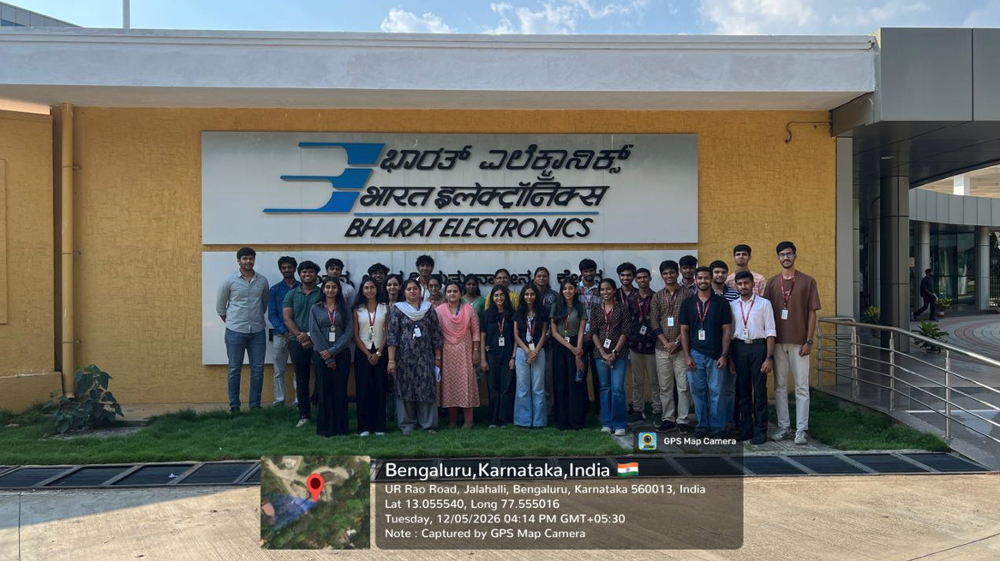 ಭಾರತ್ ಎಲೆಕ್ಟ್ರಾನಿಕ್ಸ್
भारत इलेक्ट्रॉनिक्स
BHARAT ELECTRONICS
GPS Map Camera
Bengaluru,Karnataka,India
UR Rao Road, Jalahalli, Bengaluru, Karnataka 560013, India
Lat 13.055540, Long 77.555016
Tuesday, 12/05/2026 04:14 PM GMT+05:30
Note : Captured by GPS Map Camera